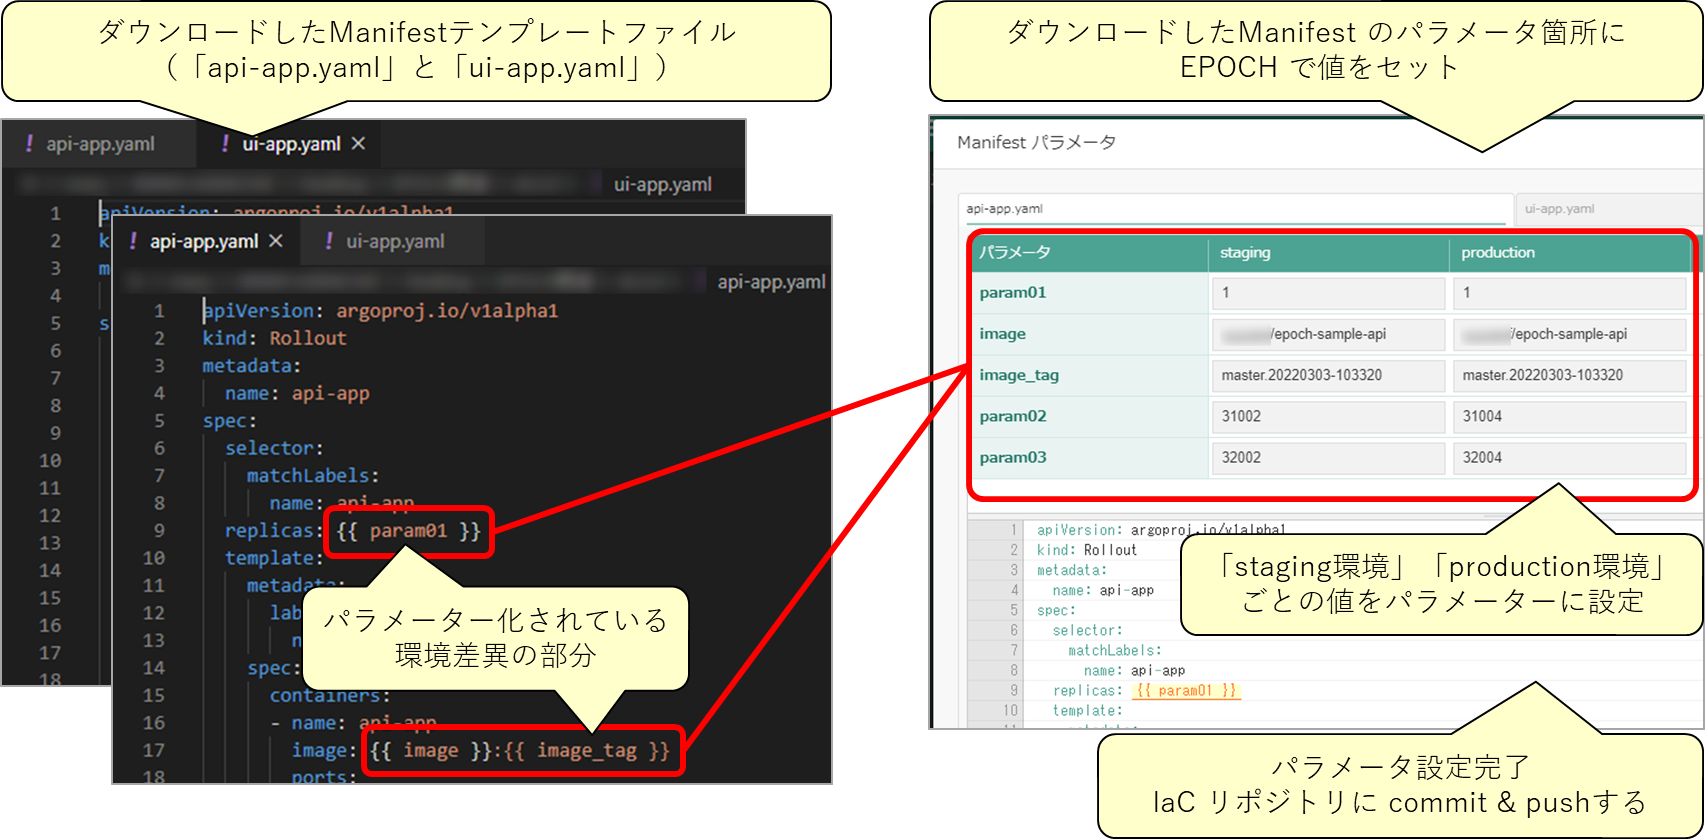 ダウンロードしたManifestテンプレートファイル
（「api-app.yaml」と「ui-app.yaml」）
ダウンロードしたManifest のパラメータ箇所に
EPOCH で値をセット
api-app.yaml
ui-app.yaml ×
ui-app.yaml
1 apiVersion: argoproj.io/v1alpha1
2 k
3 m
4
5 s
6
7
8
9
10
11
12
13
14
15
16
17
18
api-app.yaml ×
ui-app.yaml
api-app.yaml
1 apiVersion: argoproj.io/v1alpha1
2 kind: Rollout
3 metadata:
4 name: api-app
5 spec:
6 selector:
7 matchLabels:
8 name: api-app
9 replicas: {{ param01 }}
10 template:
11 metadata:
12 lab
13 n
14 spec:
15 containers:
16 - name: api-app
17 image: {{ image }}:{{ image_tag }}
18 ports:
パラメーター化されている
環境差異の部分
Manifest パラメータ
api-app.yaml
ui-app.yaml
パラメータ staging production
param01 1 1
image /epoch-sample-api /epoch-sample-api
image_tag master.20220303-103320 master.20220303-103320
param02 31002 31004
param03 32002 32004
1 apiVersion: argoproj.io/v1alpha1
2 kind: Rollout
3 metadata:
4 name: api-app
5 spec:
6 selector:
7 matchLabels:
8 name: api-app
9 replicas: {{ param01 }}
10 template:
11 metadata:
「staging環境」「production環境」
ごとの値をパラメーターに設定
パラメータ設定完了
IaC リポジトリに commit & pushする